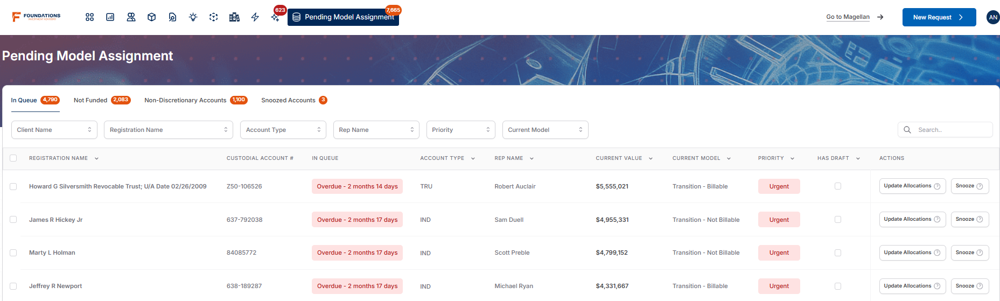 FOUNDATIONS
INVESTMENT ADVISORS
623
Pending Model Assignment
7,665
Go to Magellan
New Request
AN
Pending Model Assignment
In Queue 4,790 Not Funded 2,083 Non-Discretionary Accounts 1,100 Snoozed Accounts 3
Client Name Registration Name Account Type Rep Name Priority Current Model Search..
REGISTRATION NAME CUSTODIAL ACCOUNT # IN QUEUE ACCOUNT TYPE REP NAME CURRENT VALUE CURRENT MODEL PRIORITY HAS DRAFT ACTIONS
Howard G Silversmith Revocable Trust; U/A Date 02/26/2009 Z50-106526 Overdue - 2 months 14 days TRU Robert Auclair $5,555,021 Transition - Billable Urgent Update Allocations Snooze
James R Hickey Jr 637-792038 Overdue - 2 months 17 days IND Sam Duell $4,955,331 Transition - Not Billable Urgent Update Allocations Snooze
Marty L Holman 84085772 Overdue - 2 months 17 days IND Scott Preble $4,799,152 Transition - Not Billable Urgent Update Allocations Snooze
Jeffrey R Newport 638-189287 Overdue - 2 months 17 days IND Michael Ryan $4,331,667 Transition - Billable Urgent Update Allocations Snooze